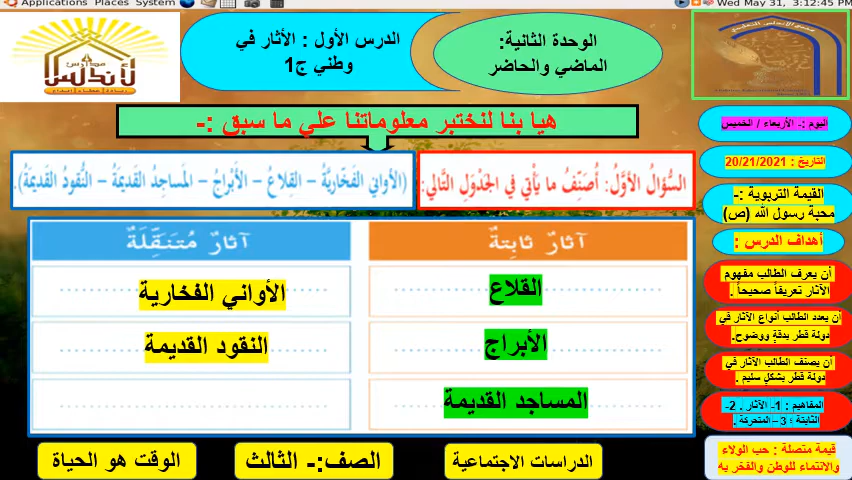 Applications Places System
Wed May 31, 3:12:45 PM
مدارس
الأندلس
الدرس الأول : الأثار في
وطني ج1
الوحدة الثانية:
الماضي والحاضر
هيا بنا لنختبر معلوماتنا علي ما سبق :-
السُّؤالُ الأوَّلُ: أُصَنِّفُ ما يَأْتي في الجَدْوَلِ التَّالي:
(الأَواني الفَخّاريَّةُ – القِلاعُ – الأَبْراجُ – المَساجِدُ القَديمَةُ – النُّقودُ القَديمَةُ).
آثارٌ ثابِتةٌ
آثارٌ مُتَنَقِّلَةٌ
القلاع
الأواني الفخارية
الأبراج
النقود القديمة
المساجد القديمة
اليوم :- الأربعاء / الخميس
التاريخ : 20/21/2021
القيمة التربوية :-
محبة رسول الله (ص)
أهداف الدرس :
أن يعرف الطالب مفهوم
الآثار تعريفاً صحيحاً .
أن يعدد الطالب أنواع الآثار في
دولة قطر بدقةٍ ووضوح.
أن يصنف الطالب الآثار في
دولة قطر بشكلٍ سليم .
المفاهيم : 1- الآثار . 2-
الثابتة ؛ 3 – المتحركة .
قيمة متصلة : حب الولاء
والانتماء للوطن والفخر به
الدراسات الاجتماعية
الصف:- الثالث
الوقت هو الحياة